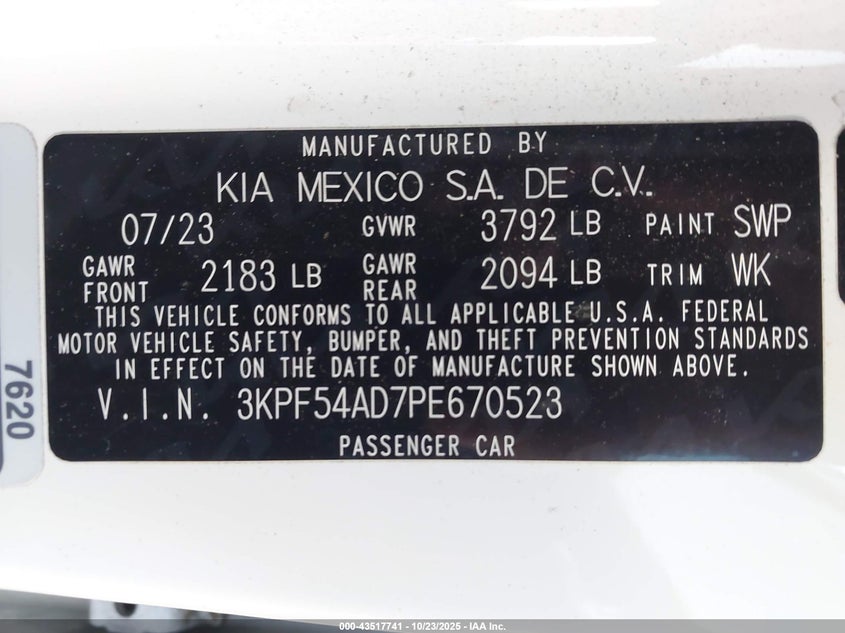 MANUFACTURED BY
KIA MEXICO S.A. DE C.V.
07/23 GVWR 3792 LB PAINT SWP
GAWR FRONT 2183 LB GAWR REAR 2094 LB TRIM WK
THIS VEHICLE CONFORMS TO ALL APPLICABLE U.S.A. FEDERAL
MOTOR VEHICLE SAFETY, BUMPER, AND THEFT PREVENTION STANDARDS
IN EFFECT ON THE DATE OF MANUFACTURE SHOWN ABOVE.
V.I.N. 3KPF54AD7PE670523
PASSENGER CAR
7620
000-43517741 | 10/23/2025 - IAA Inc.